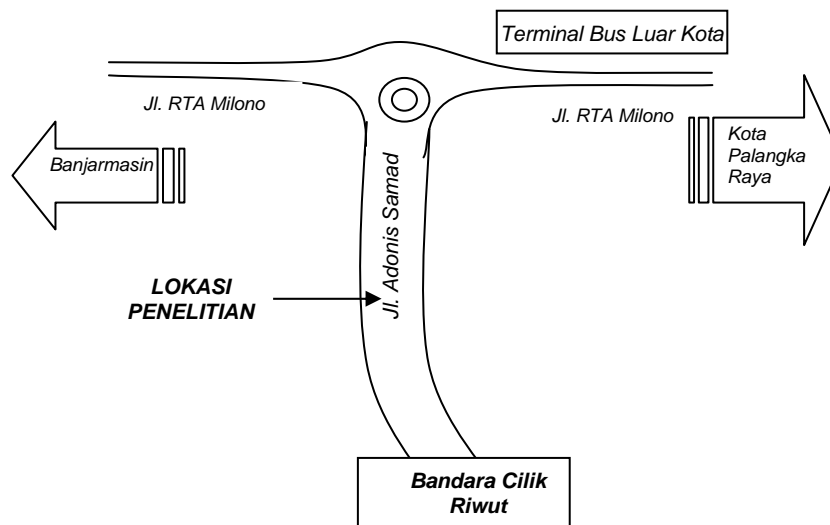 Terminal Bus Luar Kota
Jl. RTA Milono
Jl. RTA Milono
Banjarmasin
Kota
Palangka
Raya
Jl. Adonis Samad
LOKASI
PENELITIAN
Bandara Cilik
Riwut